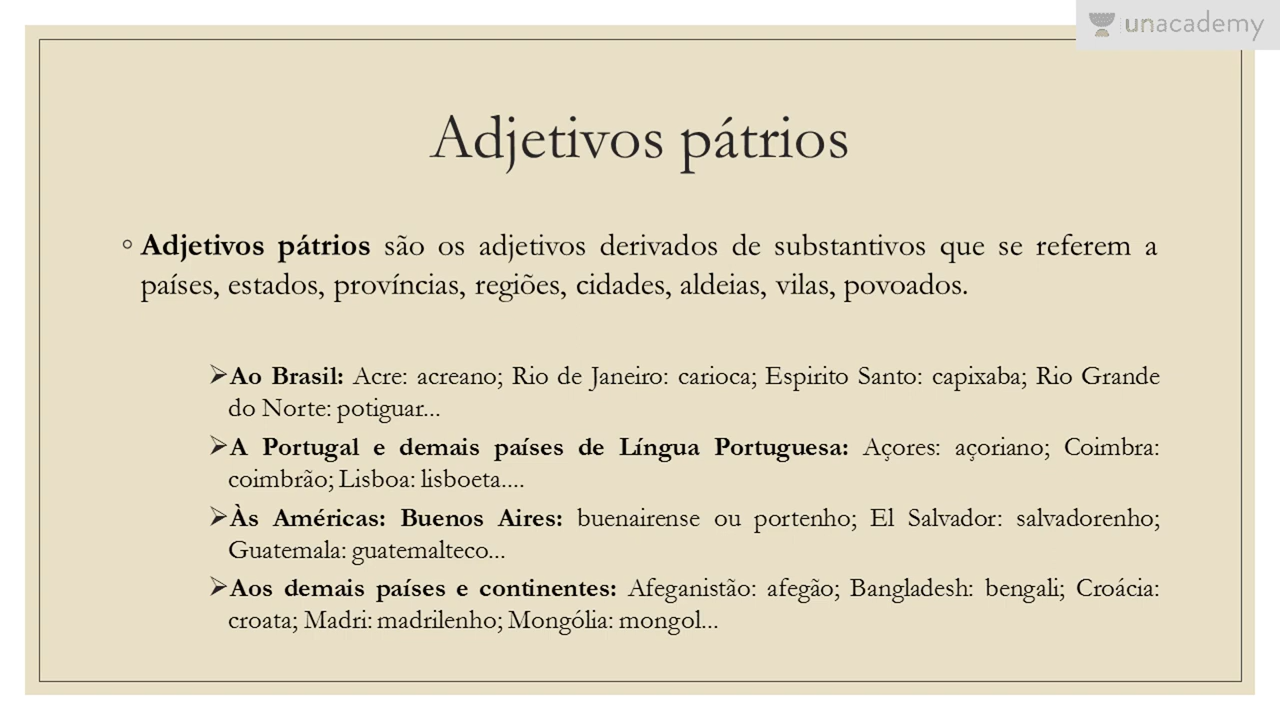 unacademy
Adjetivos pátrios
Adjetivos pátrios são os adjetivos derivados de substantivos que se referem a
países, estados, províncias, regiões, cidades, aldeias, vilas, povoados.
Ao Brasil: Acre: acreano; Rio de Janeiro: carioca; Espirito Santo: capixaba; Rio Grande
do Norte: potiguar...
A Portugal e demais países de Língua Portuguesa: Açores: açoriano; Coimbra:
coimbrão; Lisboa: lisboeta....
Às Américas: Buenos Aires: buenairense ou portenho; El Salvador: salvadorenho;
Guatemala: guatemalteco...
Aos demais países e continentes: Afeganistão: afegão; Bangladesh: bengali; Croácia:
croata; Madri: madrilenho; Mongólia: mongol...